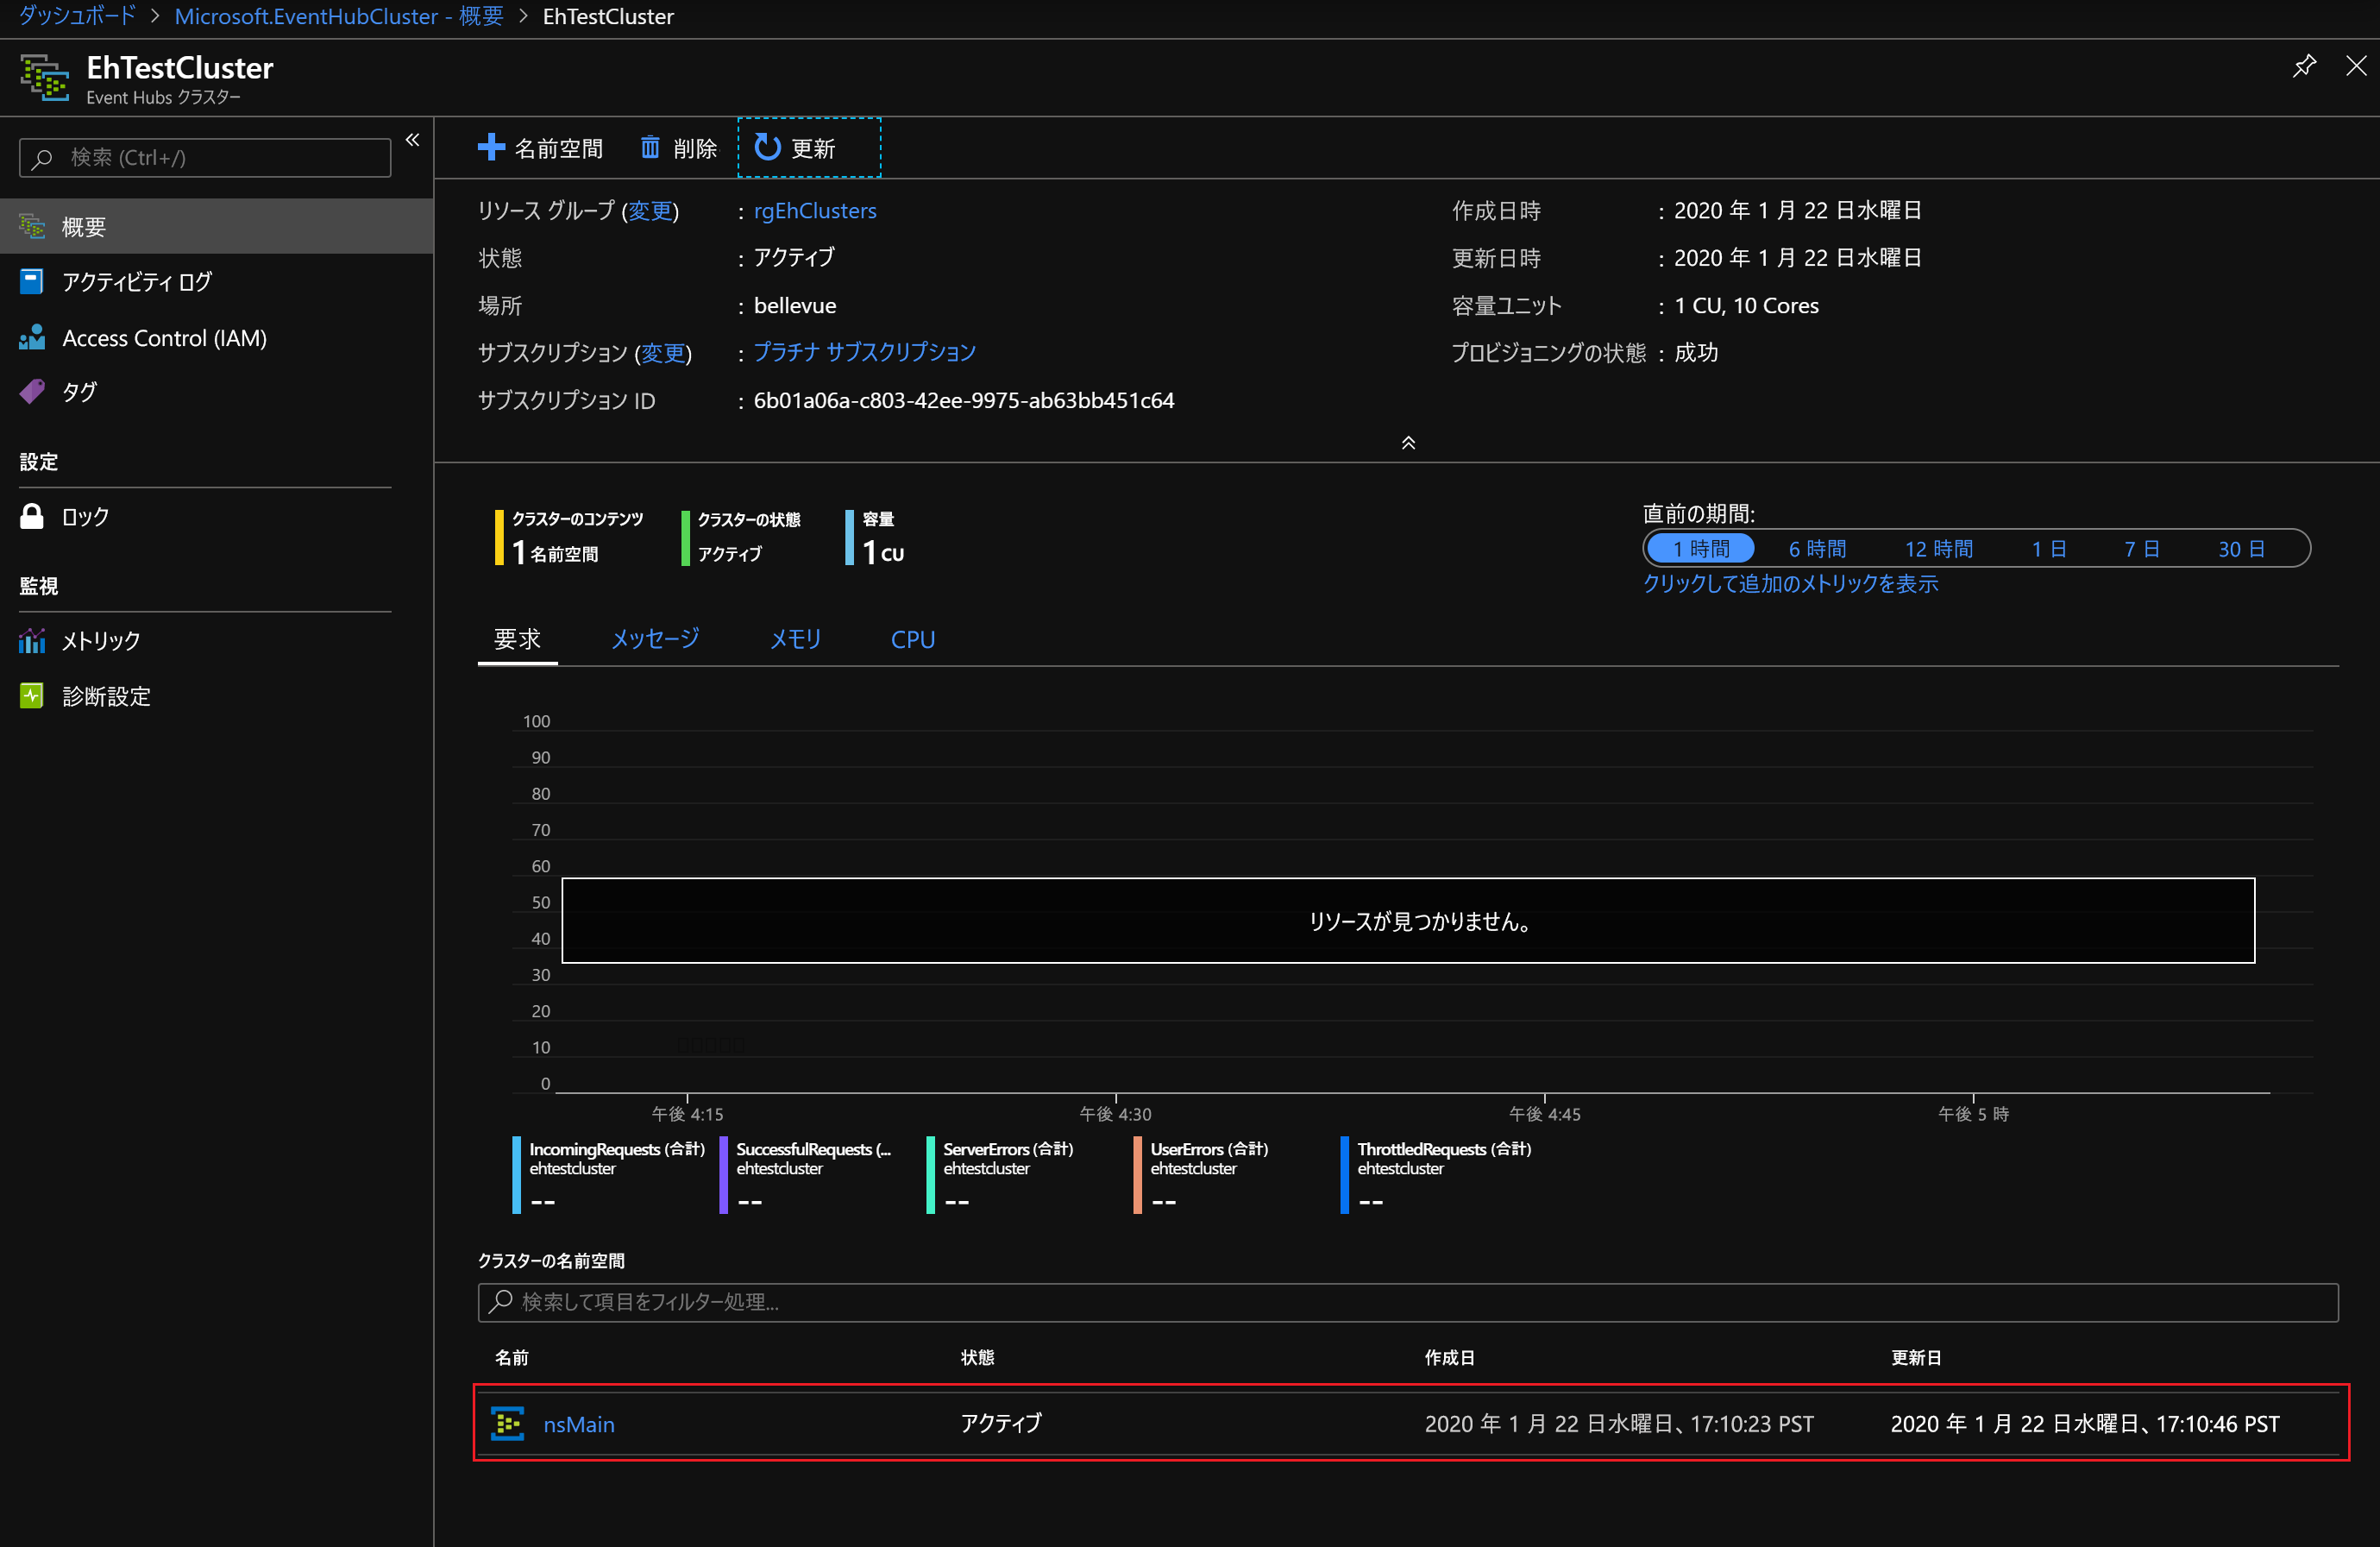 ダッシュボード > Microsoft.EventHubCluster - 概要 > EhTestCluster
EhTestCluster
Event Hubs クラスター
検索 (Ctrl+/)
概要
アクティビティ ログ
Access Control (IAM)
タグ
設定
ロック
監視
メトリック
診断設定
名前空間 削除 更新
リソース グループ (変更) : rgEhClusters
状態 : アクティブ
場所 : bellevue
サブスクリプション (変更) : プラチナ サブスクリプション
サブスクリプション ID : 6b01a06a-c803-42ee-9975-ab63bb451c64
作成日時 : 2020 年 1 月 22 日水曜日
更新日時 : 2020 年 1 月 22 日水曜日
容量ユニット : 1 CU, 10 Cores
プロビジョニングの状態 : 成功
クラスターのコンテンツ
1 名前空間
クラスターの状態
アクティブ
容量
1 CU
直前の期間:
1 時間 6 時間 12 時間 1 日 7 日 30 日
クリックして追加のメトリックを表示
要求 メッセージ メモリ CPU
100
90
80
70
60
50
40
30
20
10
0
リソースが見つかりません。
午後 4:15 午後 4:30 午後 4:45 午後 5 時
IncomingRequests (合計)
ehtestcluster
--
SuccessfulRequests (...
ehtestcluster
--
ServerErrors (合計)
ehtestcluster
--
UserErrors (合計)
ehtestcluster
--
ThrottledRequests (合計)
ehtestcluster
--
クラスターの名前空間
検索して項目をフィルター処理...
名前 状態 作成日 更新日
nsMain アクティブ 2020 年 1 月 22 日水曜日、17:10:23 PST 2020 年 1 月 22 日水曜日、17:10:46 PST